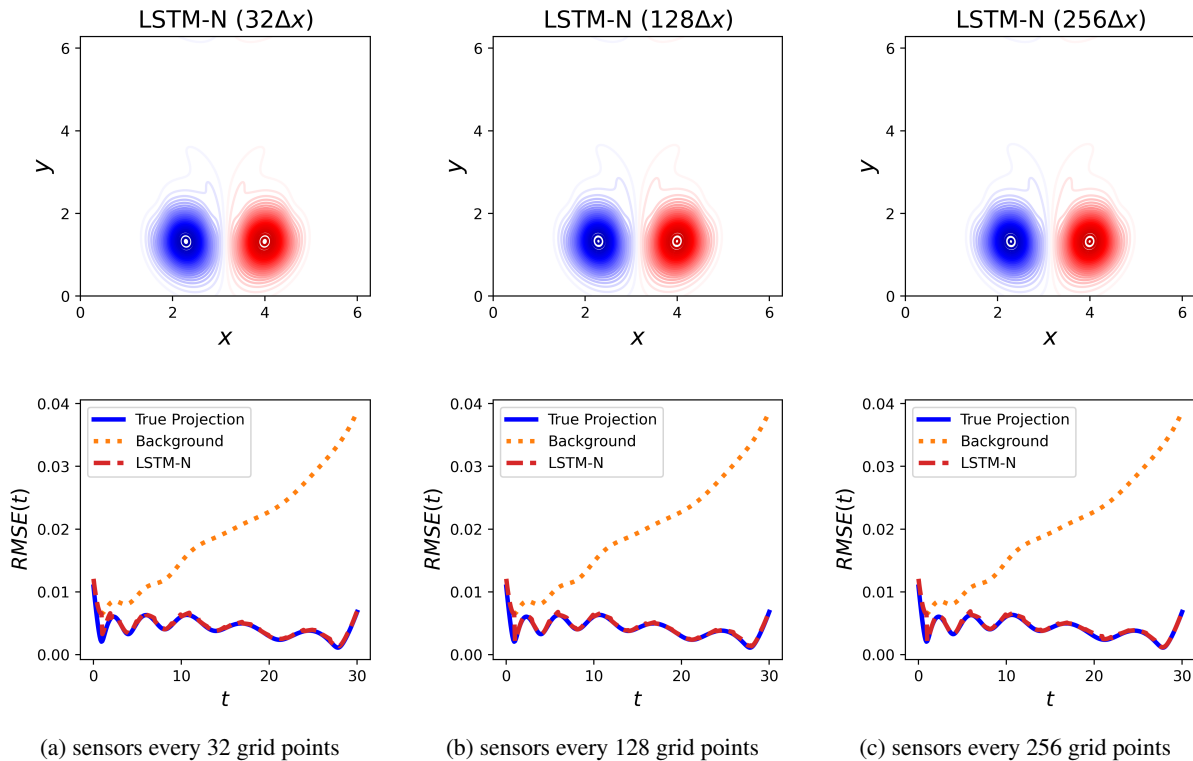 LSTM-N (32Δx)
6
4
2
0
y
0 2 4 6
x
LSTM-N (128Δx)
6
4
2
0
y
0 2 4 6
x
LSTM-N (256Δx)
6
4
2
0
y
0 2 4 6
x
0.04
0.03
0.02
0.01
0.00
RMSE(t)
True Projection
Background
LSTM-N
0 10 20 30
t
0.04
0.03
0.02
0.01
0.00
RMSE(t)
True Projection
Background
LSTM-N
0 10 20 30
t
0.04
0.03
0.02
0.01
0.00
RMSE(t)
True Projection
Background
LSTM-N
0 10 20 30
t
(a) sensors every 32 grid points
(b) sensors every 128 grid points
(c) sensors every 256 grid points